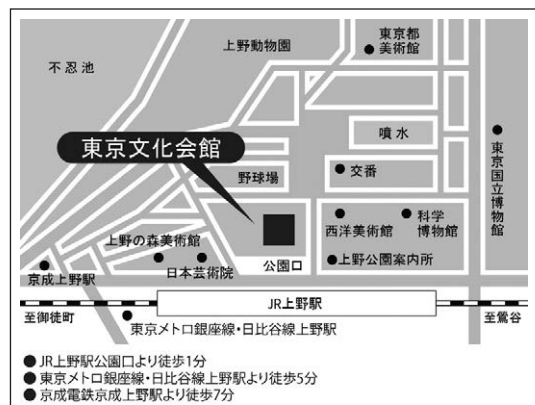 東京都
美術館
上野動物園
不忍池
噴水
東京文化会館
野球場
交番
東京国立博物館
西洋美術館
科学
博物館
上野の森美術館
日本芸術院
公園口
上野公園案内所
京成上野駅
JR上野駅
至御徒町
東京メトロ銀座線・日比谷線上野駅
至鶯谷
●JR上野駅公園口より徒歩1分
●東京メトロ銀座線・日比谷線上野駅より徒歩5分
●京成電鉄京成上野駅より徒歩7分